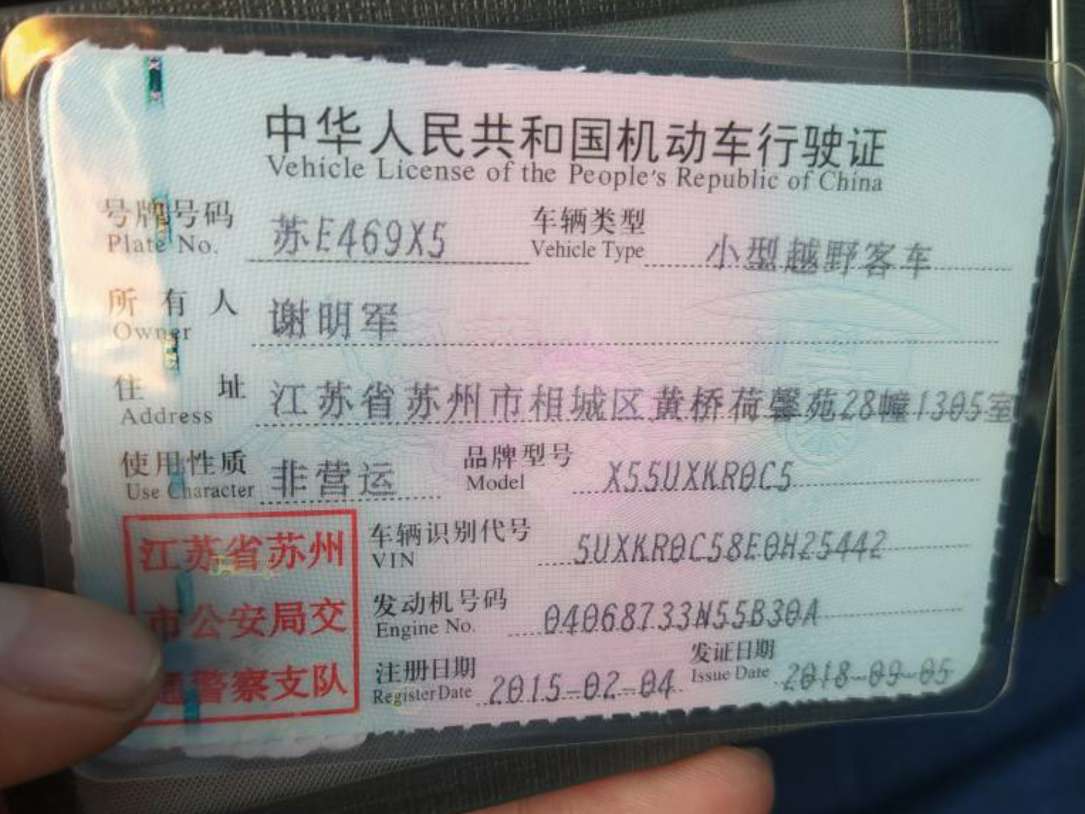 中华人民共和国机动车行驶证
Vehicle License of the People's Republic of China
号牌号码 苏E469X5 车辆类型 小型越野客车
Plate No. Vehicle Type
所有人 谢明军
Owner
住址 江苏省苏州市相城区黄桥荷馨苑28幢1305室
Address
使用性质 非营运 品牌型号 X55UXKR0C5
Use Character Model
江苏省苏州
市公安局交
通警察支队
车辆识别代号 5UXKR0C58E0H25442
VIN
发动机号码 04068733N55B30A
Engine No.
注册日期 2015-02-04 发证日期 2018-09-05
Register Date Issue Date